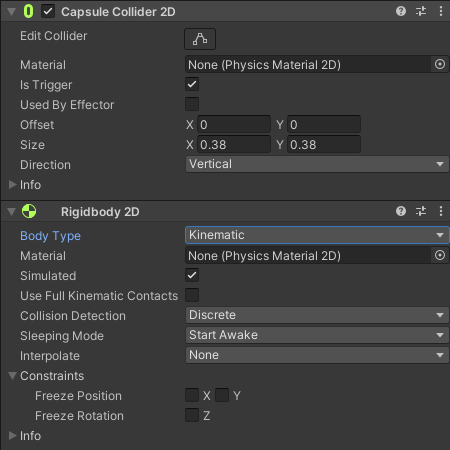 Capsule Collider 2D
Edit Collider
Material None (Physics Material 2D)
Is Trigger
Used By Effector
Offset X 0 Y 0
Size X 0.38 Y 0.38
Direction Vertical
Info
Rigidbody 2D
Body Type Kinematic
Material None (Physics Material 2D)
Simulated
Use Full Kinematic Contacts
Collision Detection Discrete
Sleeping Mode Start Awake
Interpolate None
Constraints
Freeze Position X Y
Freeze Rotation Z
Info